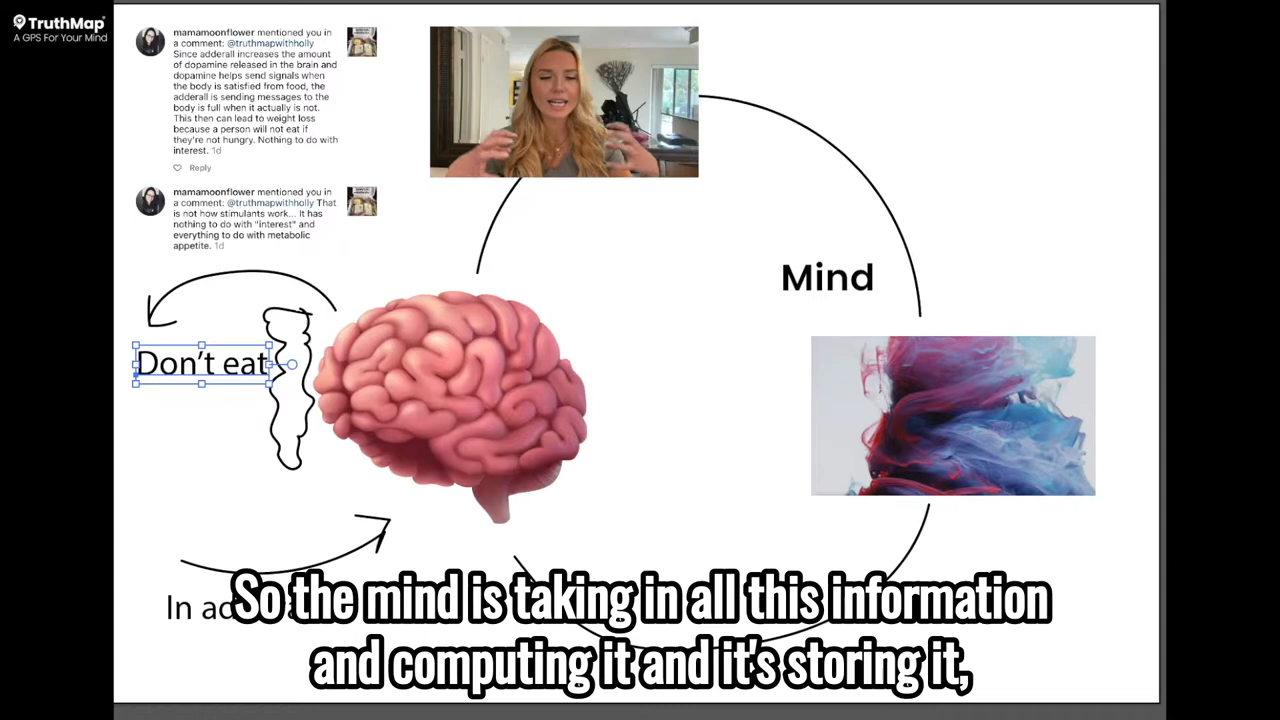 TruthMap
A GPS For Your Mind
mamamoonflower mentioned you in
a comment: @truthmapwithholly
Since adderall increases the amount
of dopamine released in the brain and
dopamine helps send signals when
the body is satisfied from food, the
adderall is sending messages to the
body is full when it actually is not.
This then can lead to weight loss
because a person will not eat if
they're not hungry. Nothing to do with
interest. 1d
Reply
mamamoonflower mentioned you in
a comment: @truthmapwithholly That
is not how stimulants work... It has
nothing to do with "interest" and
everything to do with metabolic
appetite. 1d
Mind
Don't eat
In
So the mind is taking in all this information
and computing it and it's storing it,